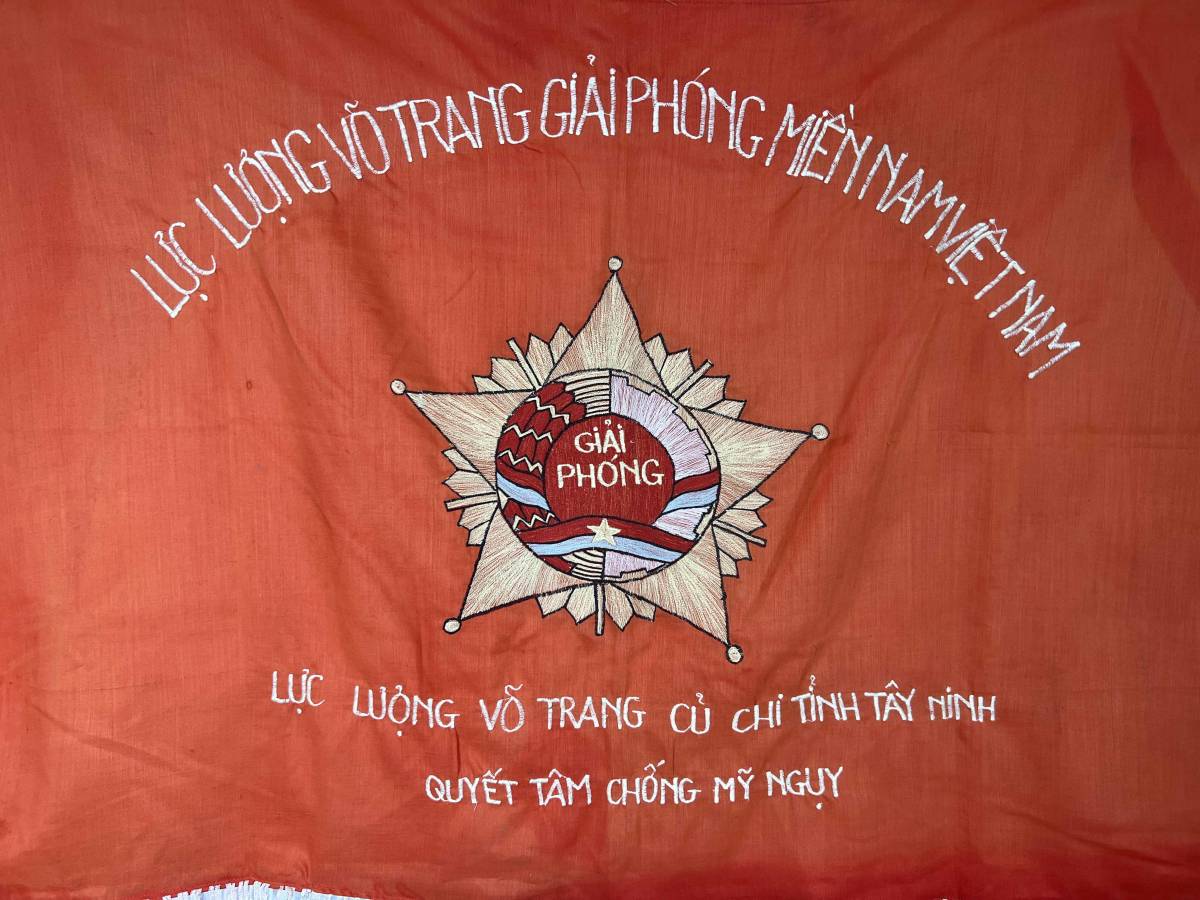 LỰC LƯỢNG VÕ TRANG GIẢI PHÓNG MIỀN NAM VIỆT NAM
GIẢI
PHÓNG
LỰC LƯỢNG VÕ TRANG CỦ CHI TỈNH TÂY NINH
QUYẾT TÂM CHỐNG MỸ NGỤY